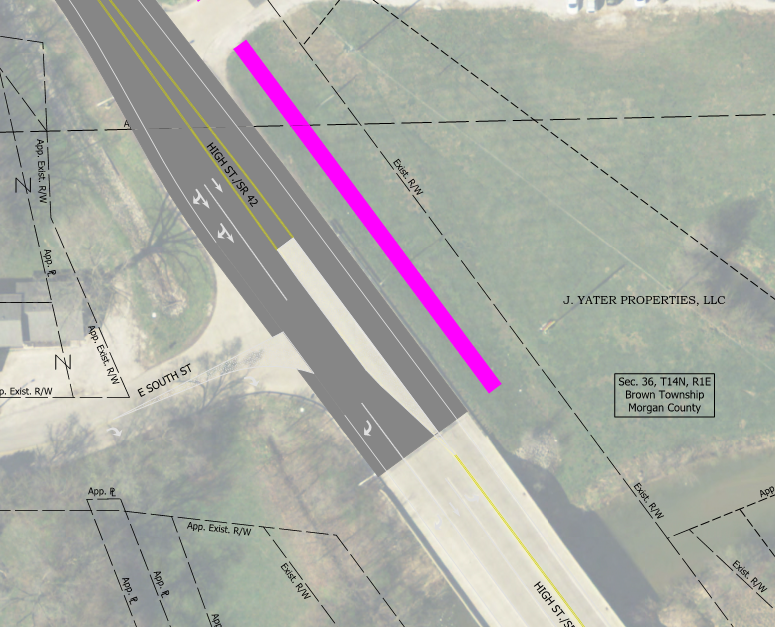 A
App. Exist. R/W
HIGH ST./SR 42
Exist. R/W
App. ⅊
J. YATER PROPERTIES, LLC
App. Exist. R/W
E SOUTH ST
p. Exist. R/W
Sec. 36, T14N, R1E
Brown Township
Morgan County
App. ⅊
App. Exist. R/W
Exist. R/W
App.
App. ⅊
App. ⅊
Exist. R/W
Exist. R/W
HIGH ST./S
App